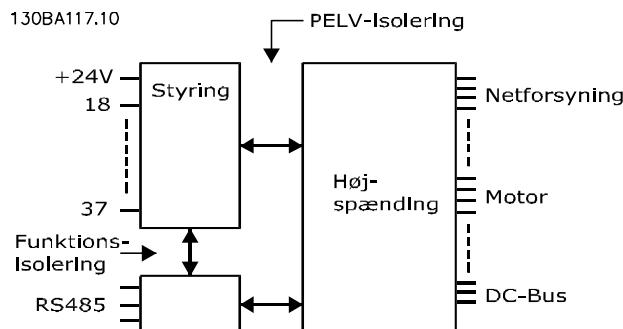 130BA117.10
PELV-isolering
+24V
Styring
18
Netforsyning
Høj-
spænding
37
Motor
Funktions-
isolering
RS485
DC-Bus